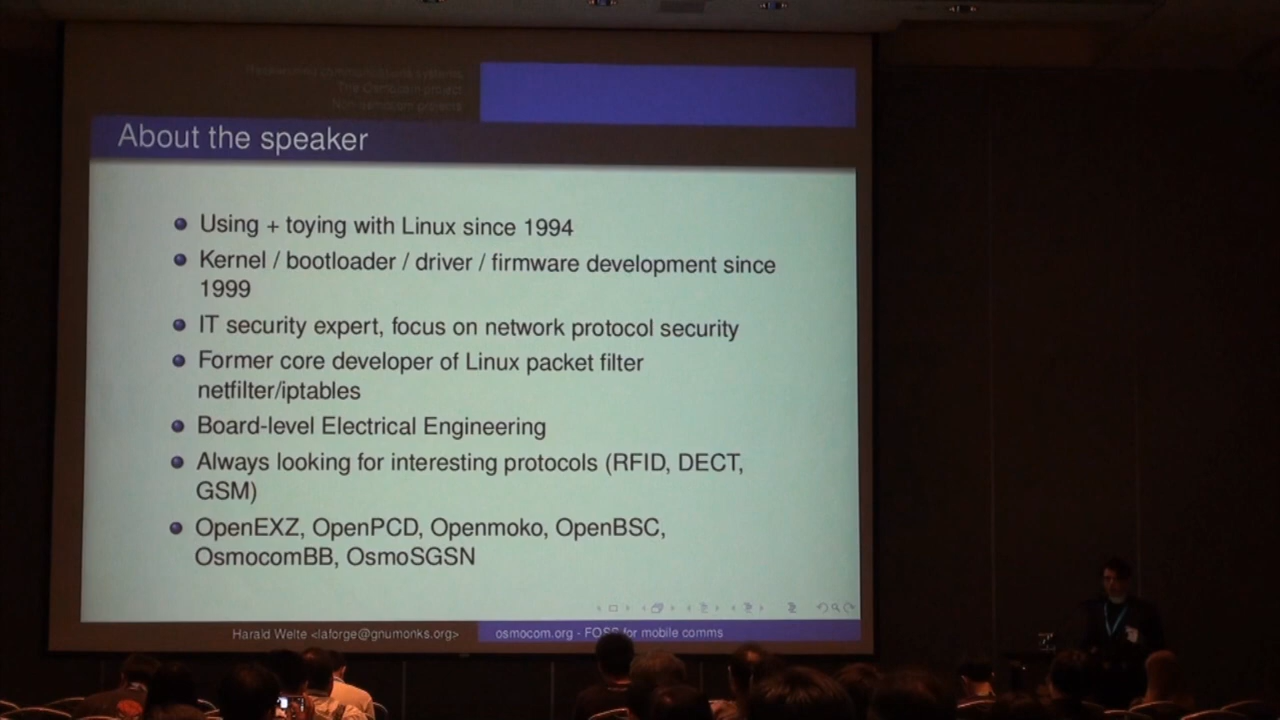 The Osmocom project
About the speaker
Using + toying with Linux since 1994
Kernel / bootloader / driver / firmware development since
1999
IT security expert, focus on network protocol security
Former core developer of Linux packet filter
netfilter/iptables
Board-level Electrical Engineering
Always looking for interesting protocols (RFID, DECT,
GSM)
OpenEXZ, OpenPCD, Openmoko, OpenBSC,
OsmocomBB, OsmoSGSN
Harald Welte <laforge@gnumonks.org>
osmocom.org - FOSS for mobile comms